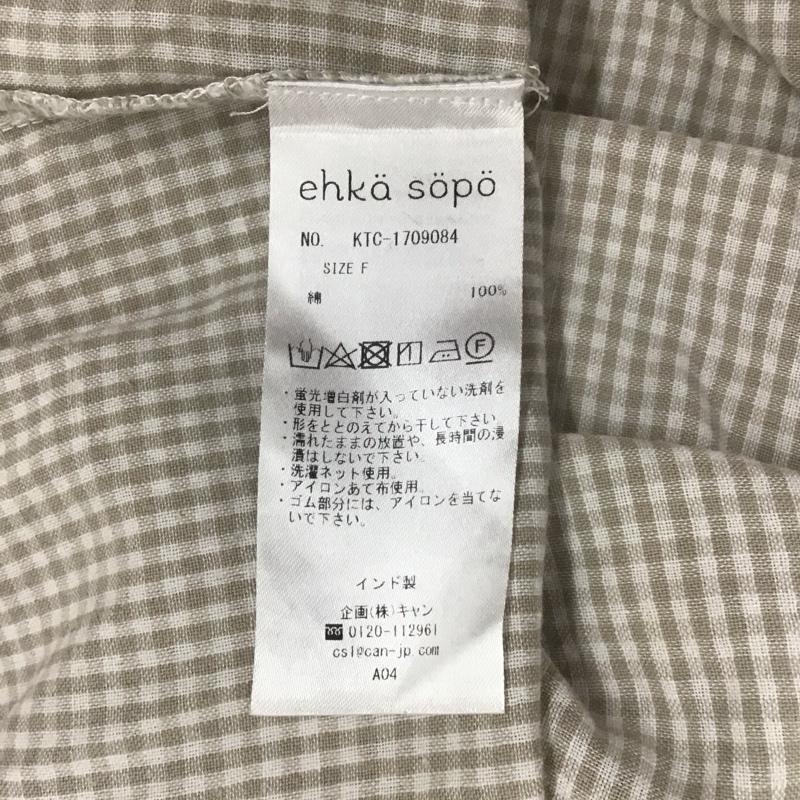 ehkä söpö
NO. KTC-1709084
SIZE F
綿 100%
F
・蛍光増白剤が入っていない洗剤を
使用して下さい。
・形をととのえてから干して下さい
・濡れたままの放置や、長時間の浸
漬はしないで下さい。
・洗濯ネット使用。
・アイロンあて布使用。
・ゴム部分には、アイロンを当てな
いで下さい。
インド製
企画(株)キャン
0120-112961
cs1@can-jp.com
A04